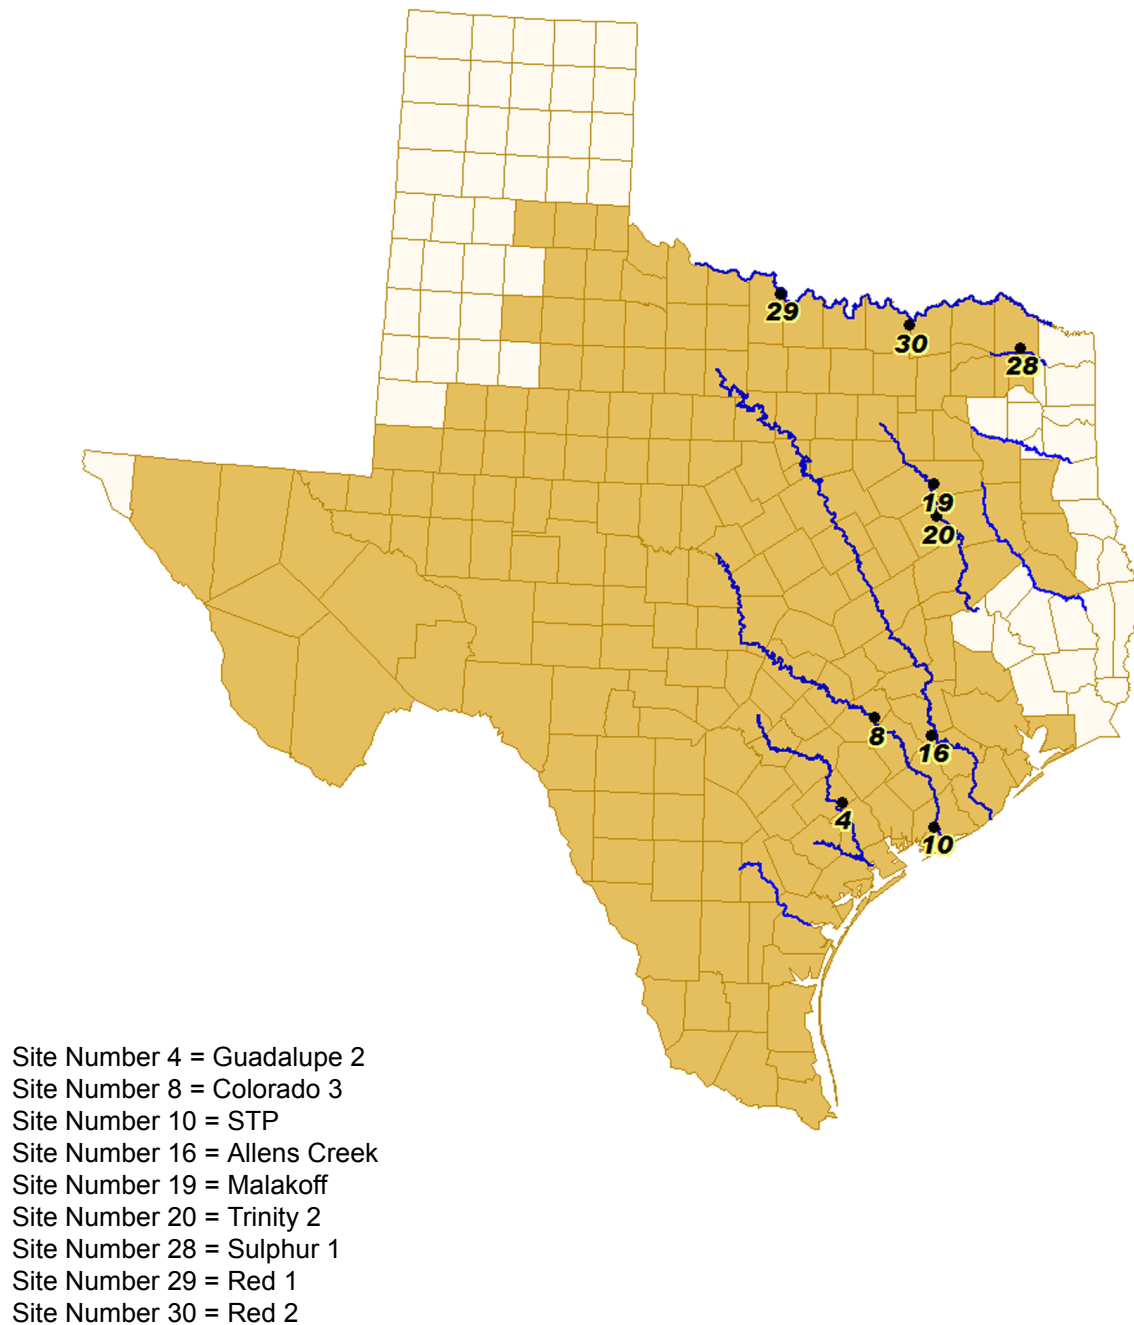 29
30
28
19
20
8
16
4
10
Site Number 4 = Guadalupe 2
Site Number 8 = Colorado 3
Site Number 10 = STP
Site Number 16 = Allens Creek
Site Number 19 = Malakoff
Site Number 20 = Trinity 2
Site Number 28 = Sulphur 1
Site Number 29 = Red 1
Site Number 30 = Red 2